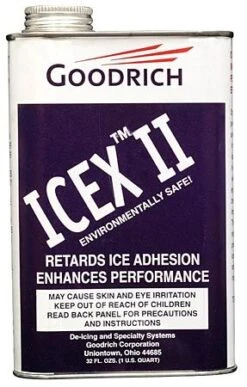 GOODRICH
ICEX™ II
ENVIRONMENTALLY SAFE!
RETARDS ICE ADHESION
ENHANCES PERFORMANCE
MAY CAUSE SKIN AND EYE IRRITATION
KEEP OUT OF REACH OF CHILDREN
READ BACK PANEL FOR PRECAUTIONS
AND INSTRUCTIONS
De-icing and Specialty Systems
Goodrich Corporation
Uniontown, Ohio 44685
32 FL. OZS. (1 U.S. QUART)